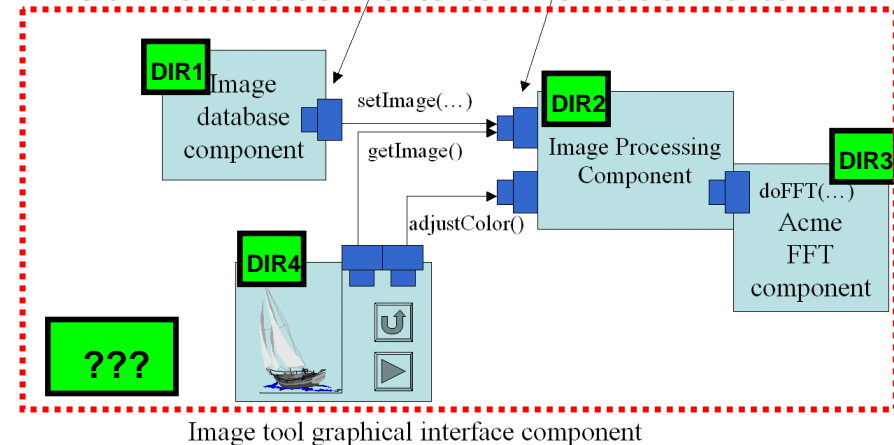 DIR1
Image
database
component
setImage(…)
getImage()
DIR2
Image Processing
Component
DIR3
doFFT(…)
Acme
FFT
component
adjustColor()
DIR4
???
Image tool graphical interface component